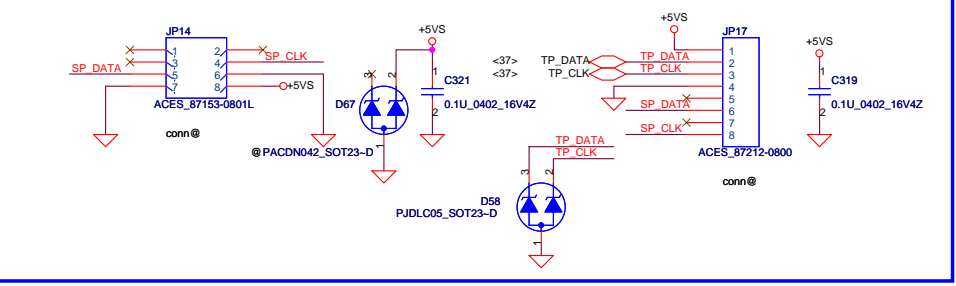 JP14
1 2
3 4
5 6
7 8
SP_DATA
SP_CLK
+5VS
ACES_87153-0801L
conn@
+5VS
3 2
1
D67
@PACDN042_SOT23~D
1
C321
0.1U_0402_16V4Z
2
<37> TP_DATA
<37> TP_CLK
+5VS
JP17
TP_DATA
TP_CLK
SP_DATA
SP_CLK
1
2
3
4
5
6
7
8
ACES_87212-0800
conn@
+5VS
1
C319
0.1U_0402_16V4Z
2
TP_DATA
TP_CLK
3 2
D58
PJDLC05_SOT23~D
1